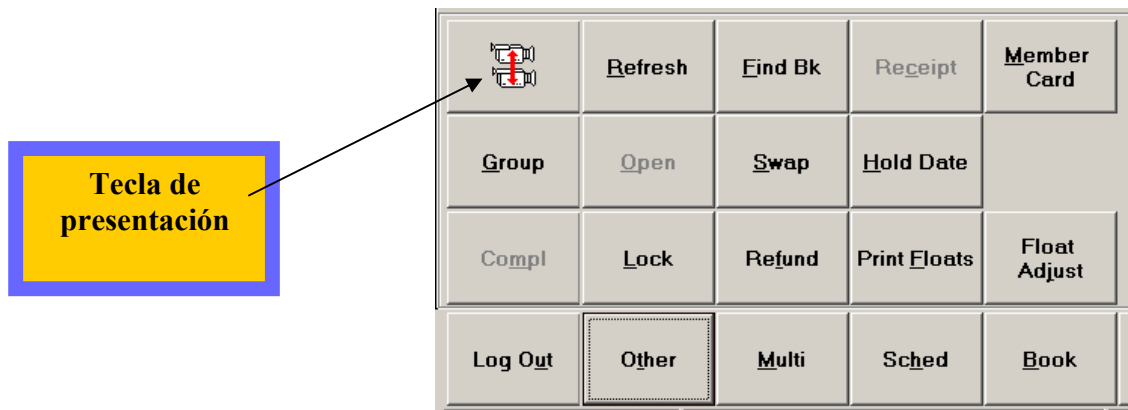 Refresh
Find Bk
Receipt
Member
Card
Tecla de
presentación
Group
Open
Swap
Hold Date
Compl
Lock
Refund
Print Floats
Float
Adjust
Log Out
Other
Multi
Sched
Book